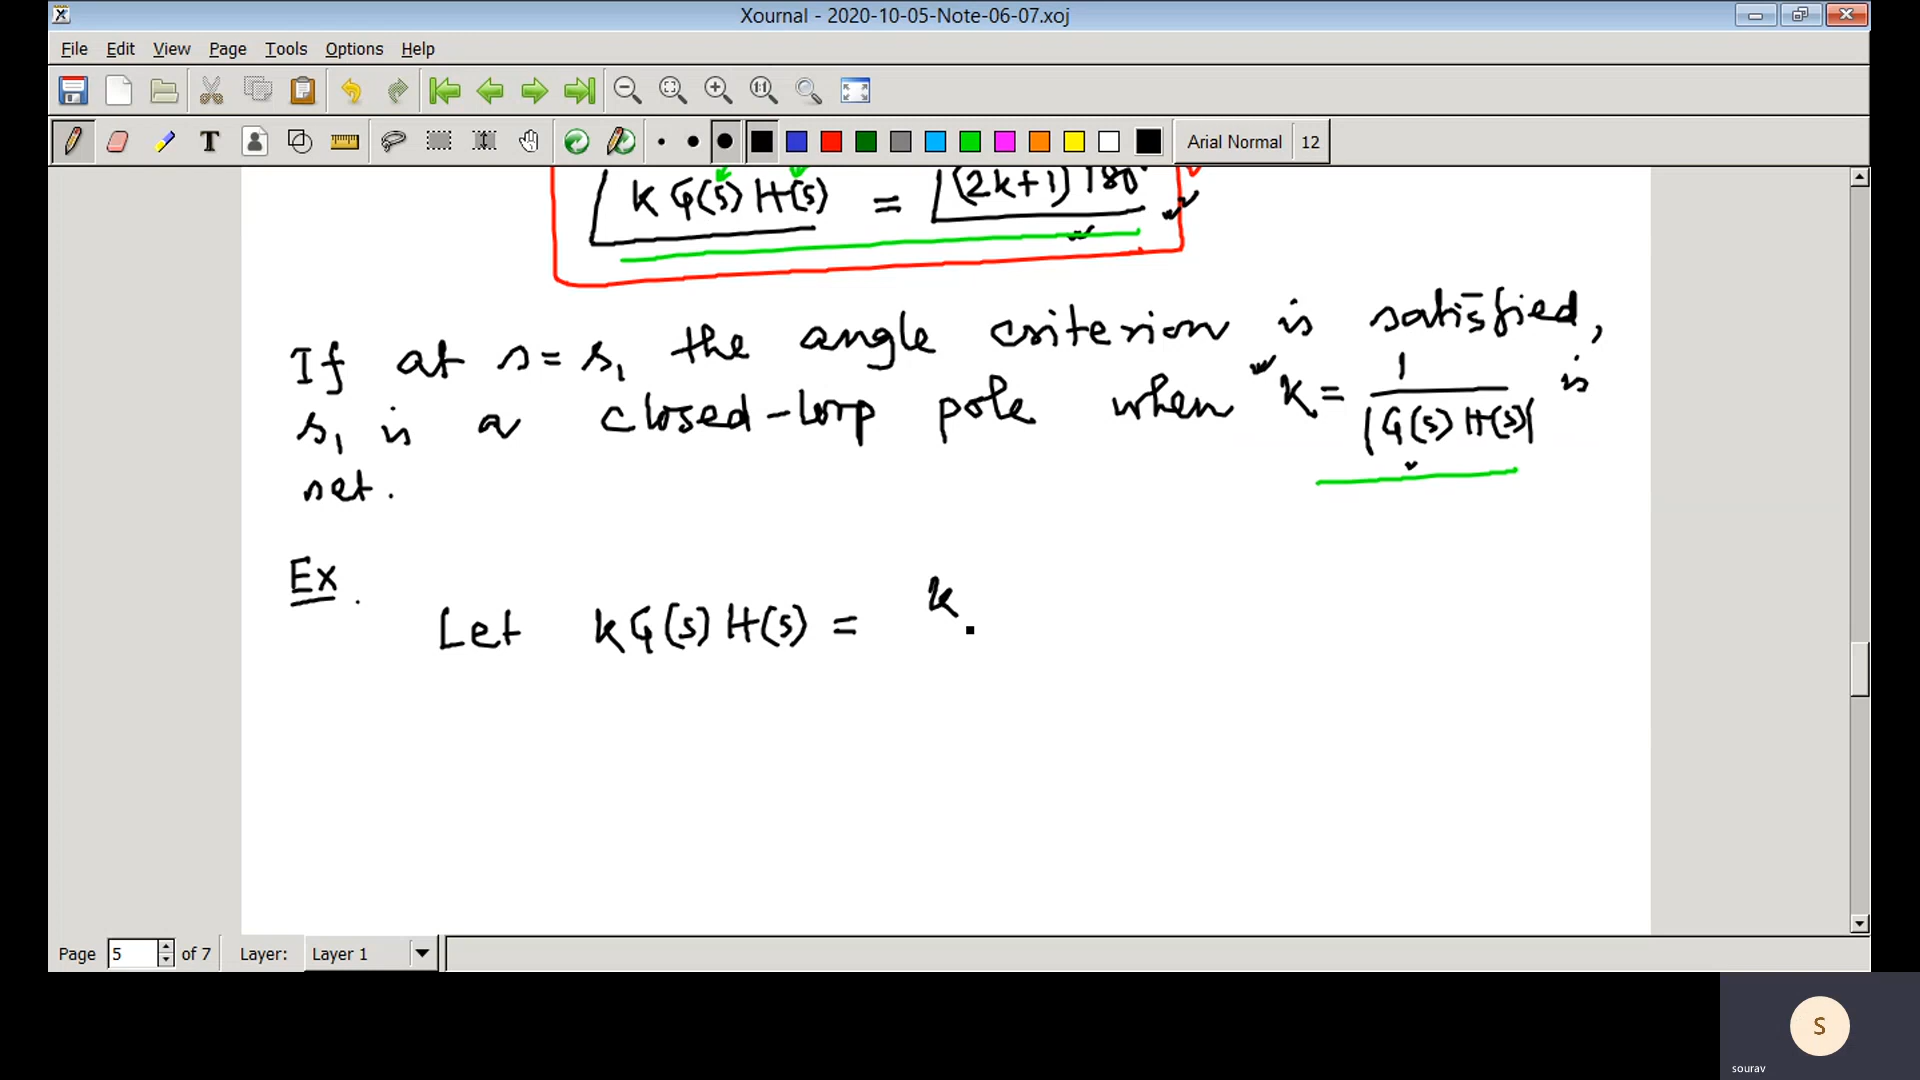 Xournal - 2020-10-05-Note-06-07.xoj
File Edit View Page Tools Options Help
Arial Normal 12
K G(s) H(s) = (2k+1) 180°
If at s = s₁ the angle criterion is satisfied,
s₁ is a closed-loop pole when K = 1 / |G(s) H(s)| is
set.
Ex.
Let KG(s) H(s) = K
Page 5 of 7 Layer: Layer 1
S
sourav